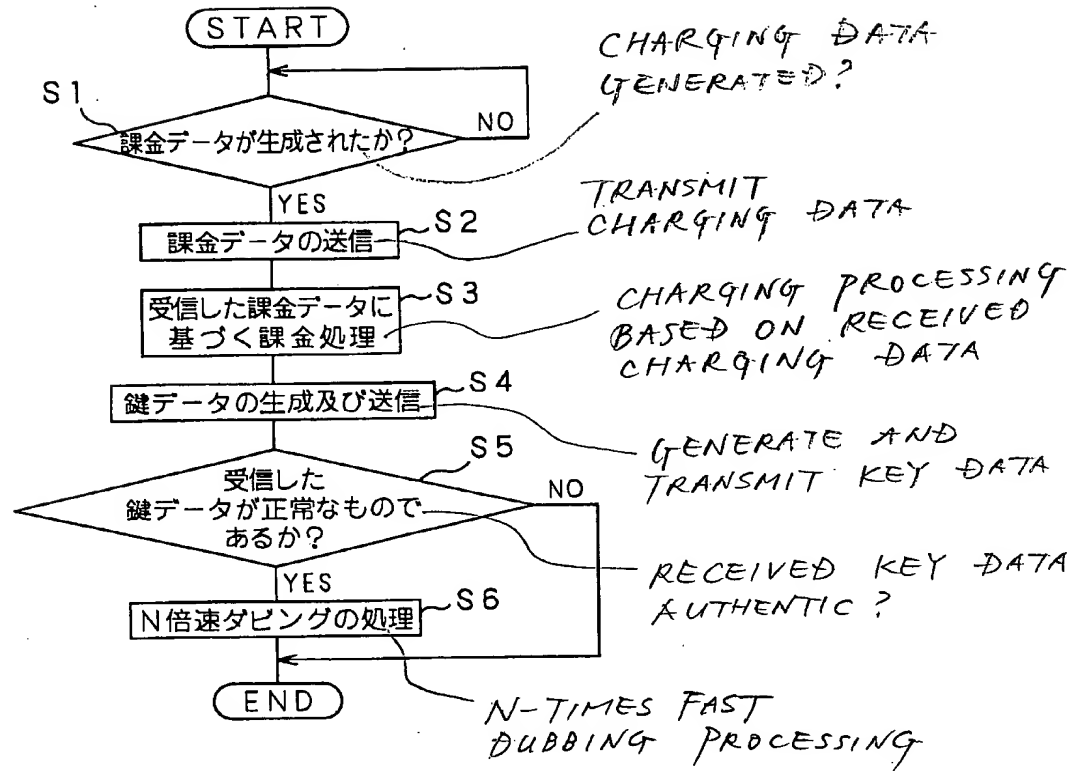 START
CHARGING DATA
GENERATED?
S1
NO
課金データが生成されたか?
YES
TRANSMIT
CHARGING DATA
S2
課金データの送信
S3
受信した課金データに
基づく課金処理
CHARGING PROCESSING
BASED ON RECEIVED
CHARGING DATA
S4
鍵データの生成及び送信
GENERATE AND
TRANSMIT KEY DATA
S5
受信した
鍵データが正常なもので
あるか?
NO
RECEIVED KEY DATA
AUTHENTIC?
YES
S6
N倍速ダビングの処理
END
N-TIMES FAST
DUBBING PROCESSING